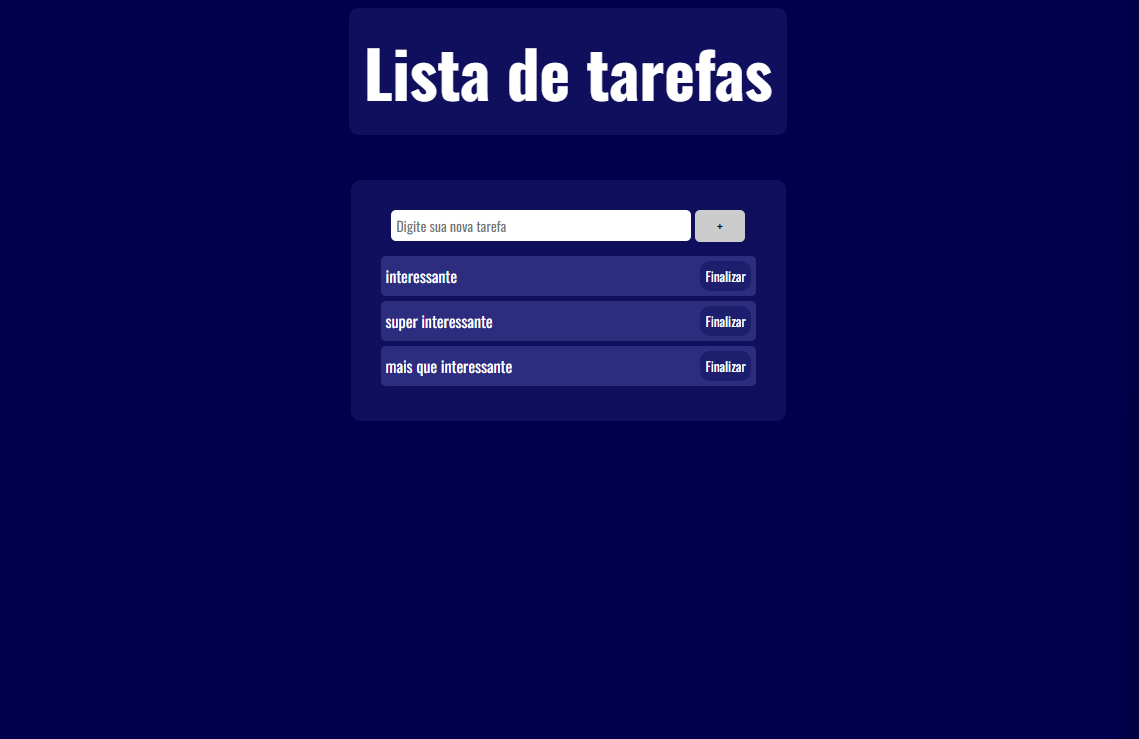 Lista de tarefas
Digite sua nova tarefa +
interessante Finalizar
super interessante Finalizar
mais que interessante Finalizar